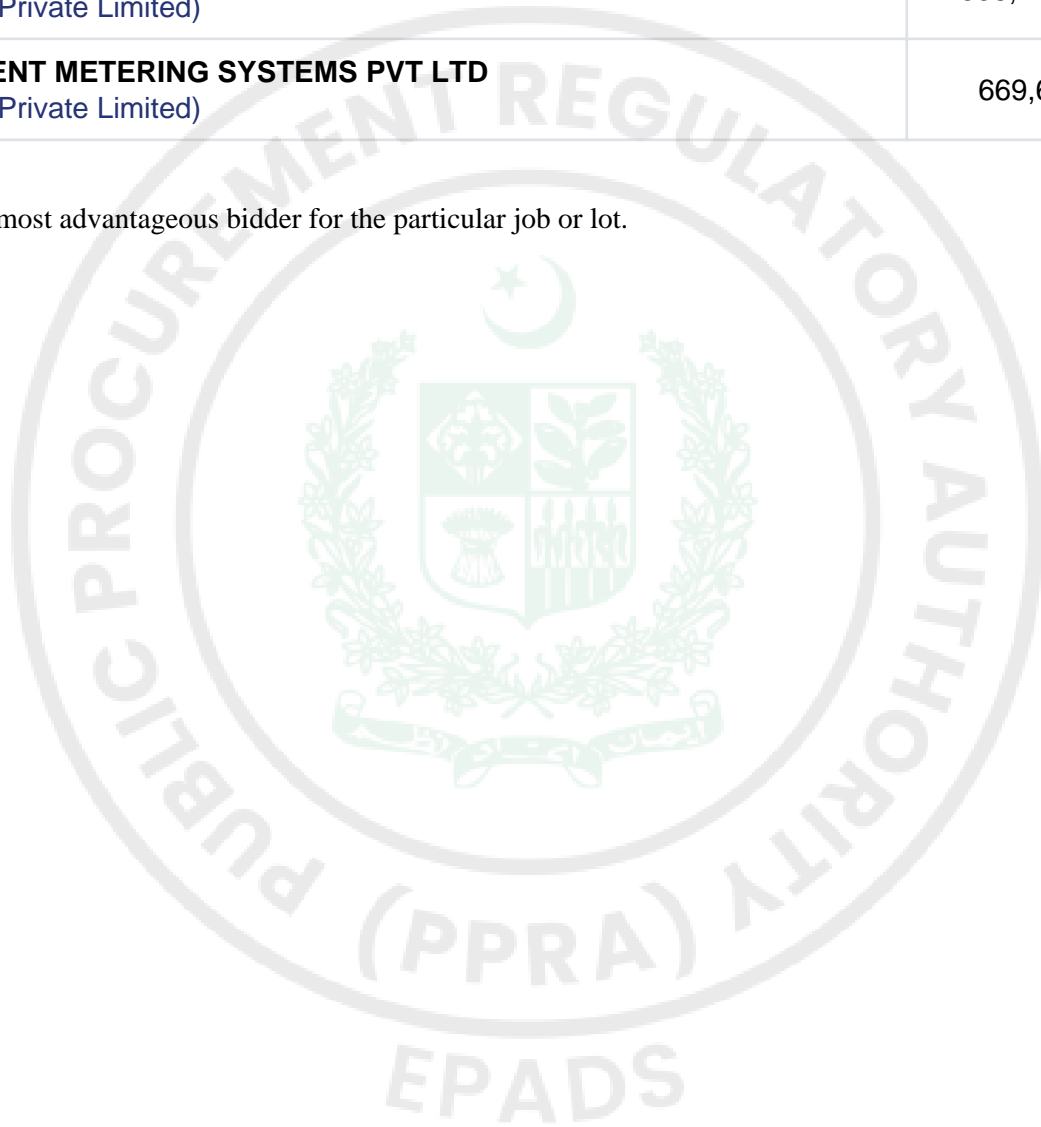 Private Limited)
ENT METERING SYSTEMS PVT LTD
Private Limited)
669,6
most advantageous bidder for the particular job or lot.
PUBLIC PROCUREMENT REGULATORY AUTHORITY
(PPRA)
EPADS